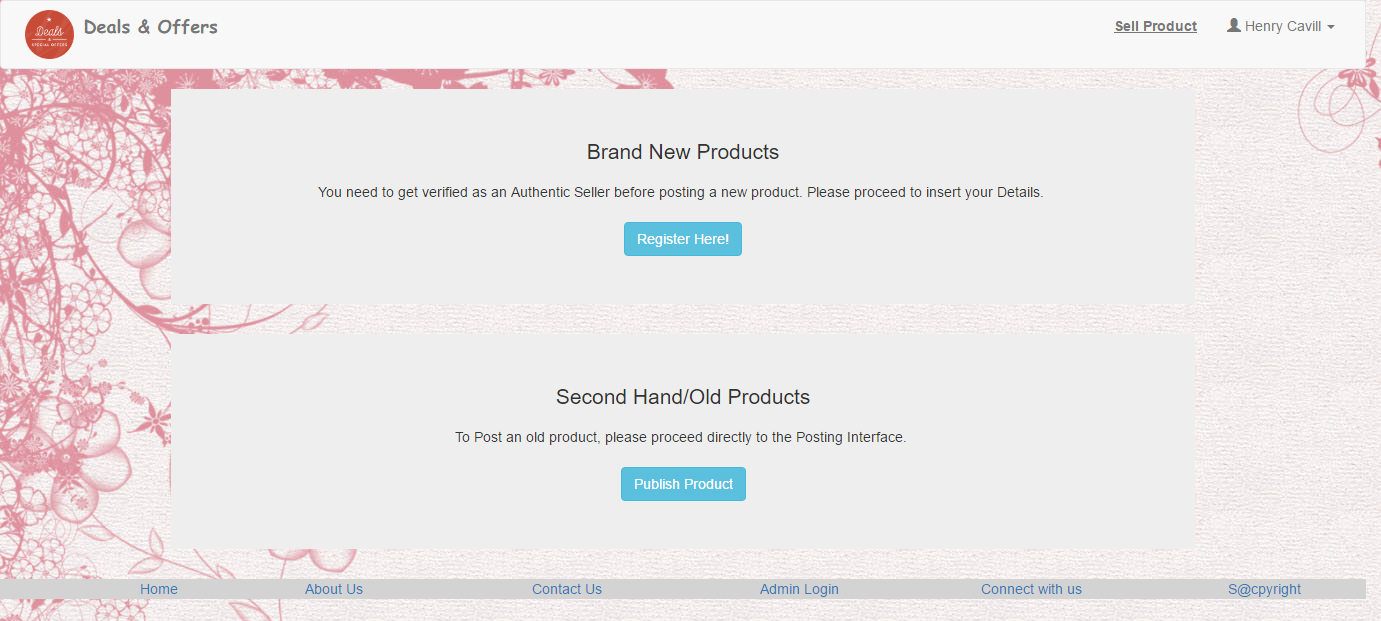 Deals
&
SPECIAL OFFERS
Deals & Offers
Sell Product
Henry Cavill
Brand New Products
You need to get verified as an Authentic Seller before posting a new product. Please proceed to insert your Details.
Register Here!
Second Hand/Old Products
To Post an old product, please proceed directly to the Posting Interface.
Publish Product
Home About Us Contact Us Admin Login Connect with us S@cpyright